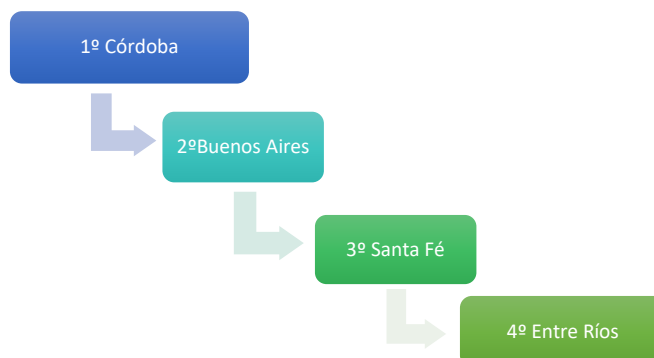 1º Córdoba
2ºBuenos Aires
3º Santa Fé
4º Entre Ríos